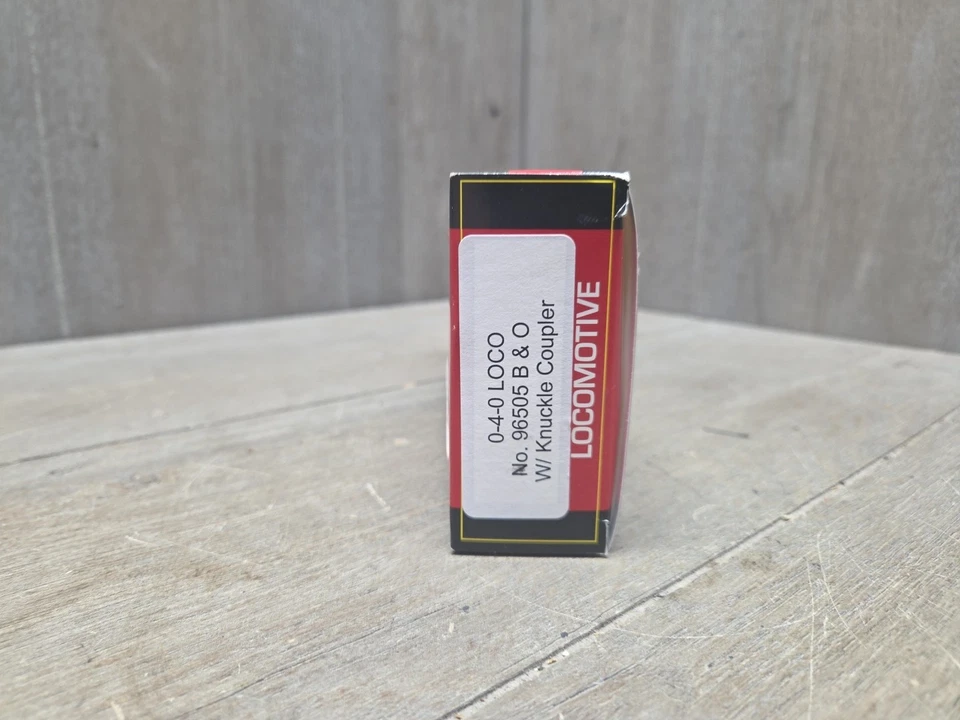 0-4-0 LOCO
No. 96505 B & O
W/ Knuckle Coupler
LOCOMOTIVE